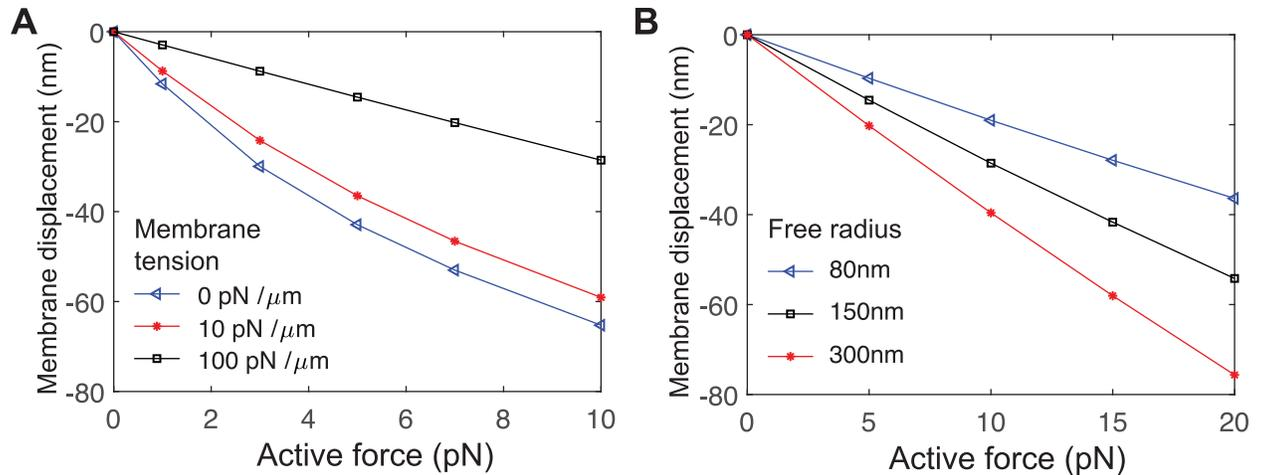 A
Membrane displacement (nm)
0
-20
-40
-60
-80
Membrane
tension
0 pN /μm
10 pN /μm
100 pN /μm
0 2 4 6 8 10
Active force (pN)
B
Membrane displacement (nm)
0
-20
-40
-60
-80
Free radius
80nm
150nm
300nm
0 5 10 15 20
Active force (pN)